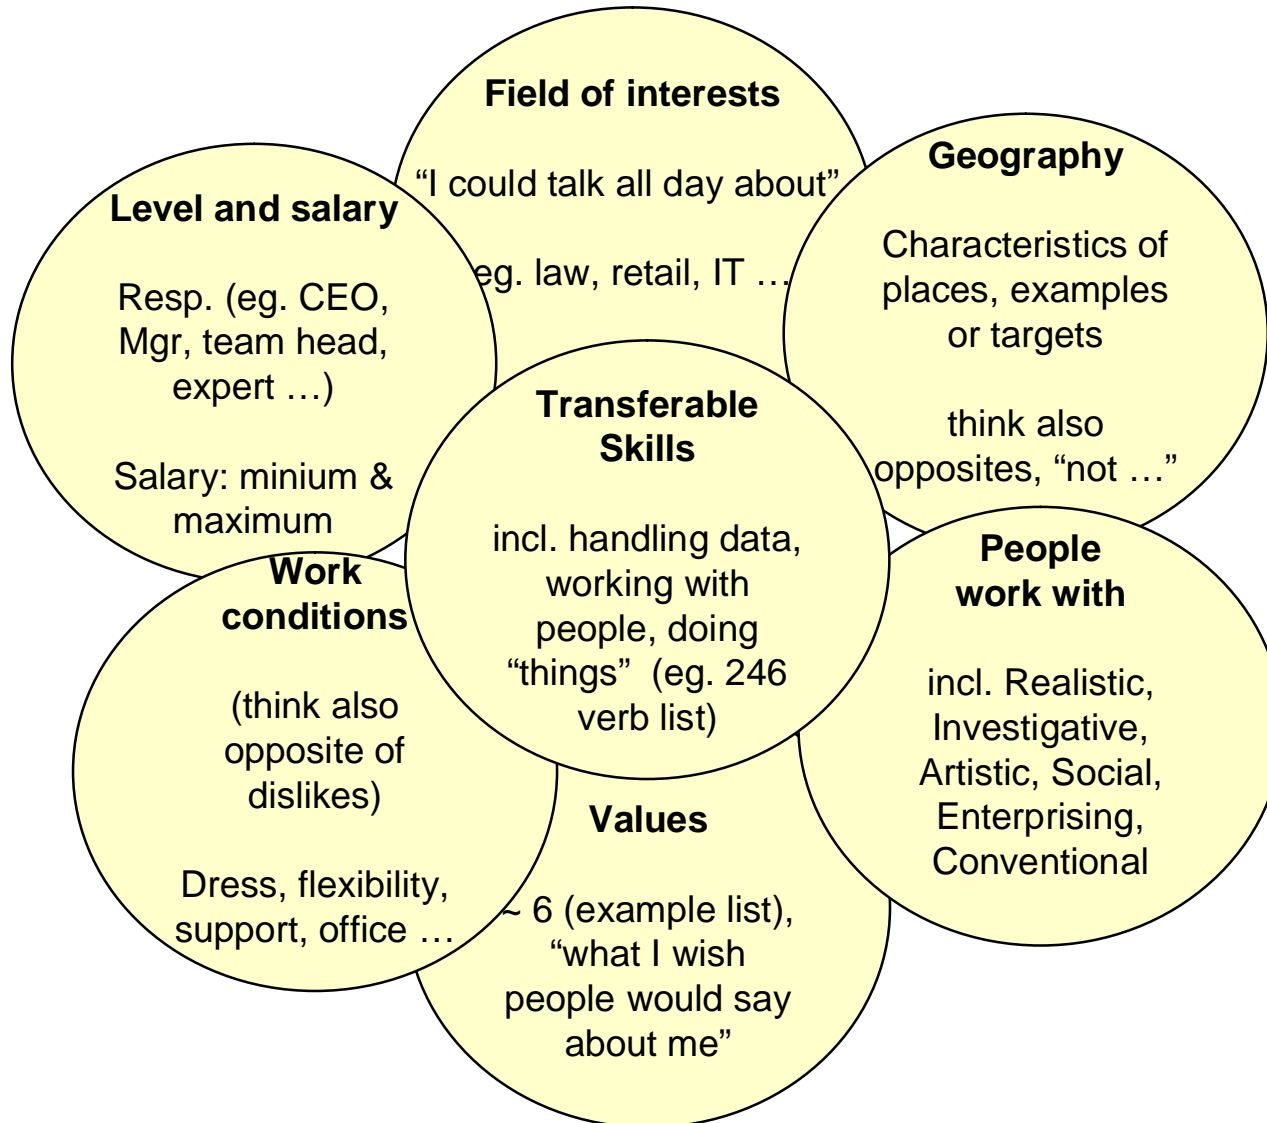 Field of interests
“I could talk all day about”
eg. law, retail, IT …
Geography
Characteristics of
places, examples
or targets
think also
opposites, “not …”
Level and salary
Resp. (eg. CEO,
Mgr, team head,
expert …)
Salary: minium &
maximum
Transferable
Skills
incl. handling data,
working with
people, doing
“things”  (eg. 246
verb list)
People
work with
incl. Realistic,
Investigative,
Artistic, Social,
Enterprising,
Conventional
Work
conditions
(think also
opposite of
dislikes)
Dress, flexibility,
support, office …
Values
~ 6 (example list),
“what I wish
people would say
about me”